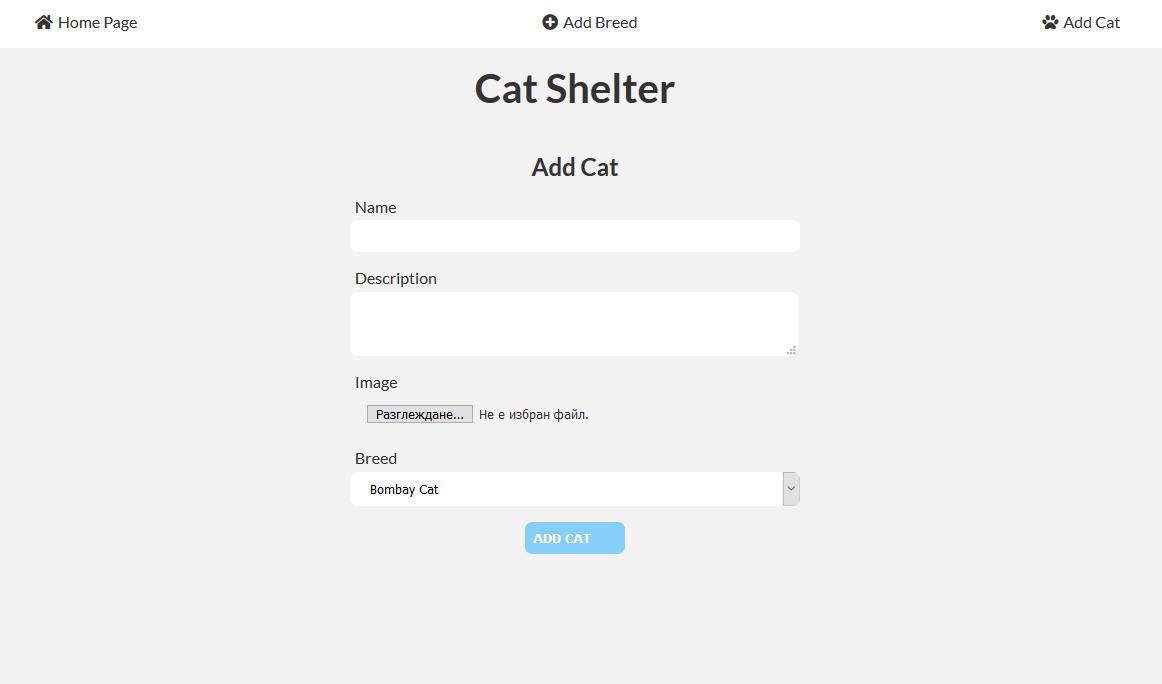 Home Page
Add Breed
Add Cat
Cat Shelter
Add Cat
Name
Description
Image
Разглеждане... Не е избран файл.
Breed
Bombay Cat
ADD CAT